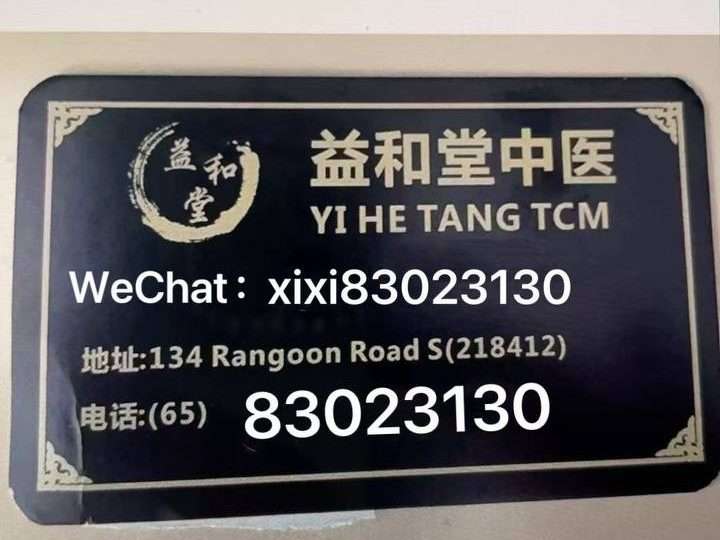 益和堂
益和堂中医
YI HE TANG TCM
WeChat：xixi83023130
地址:134 Rangoon Road S(218412)
电话:(65) 83023130